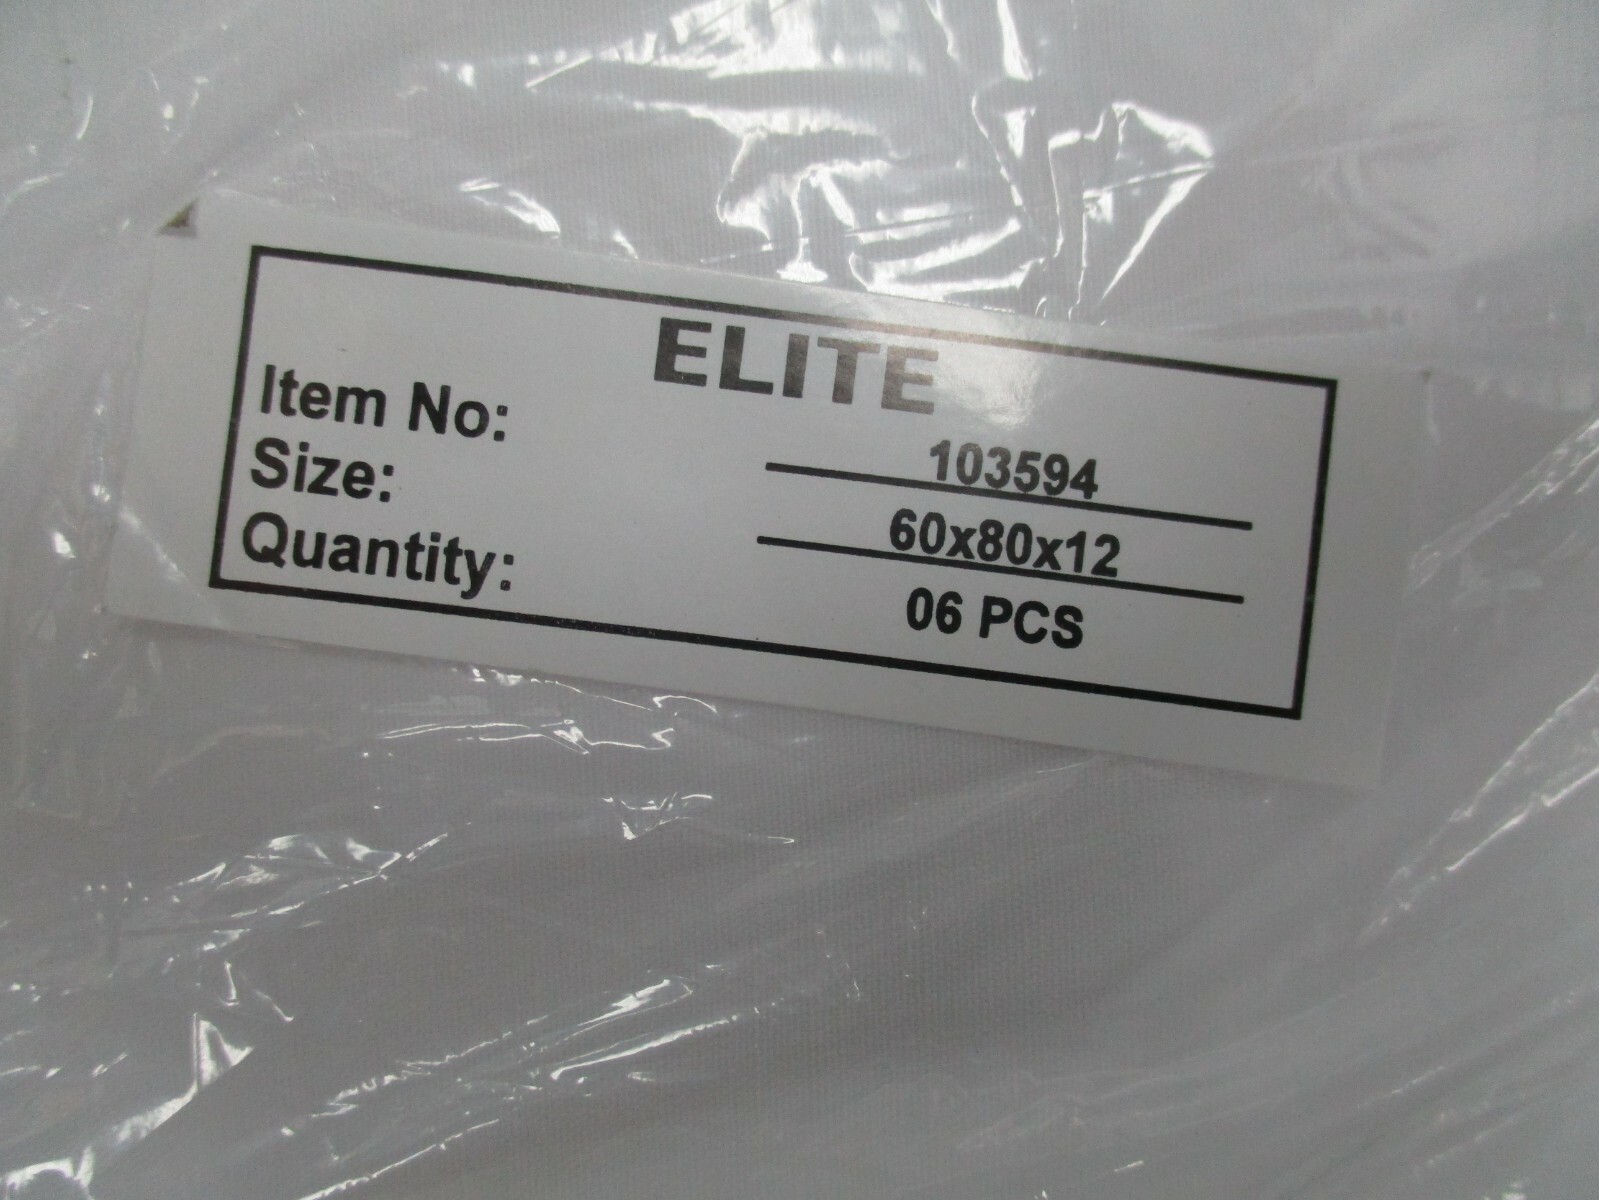 ELITE
Item No: 103594
Size: 60x80x12
Quantity: 06 PCS